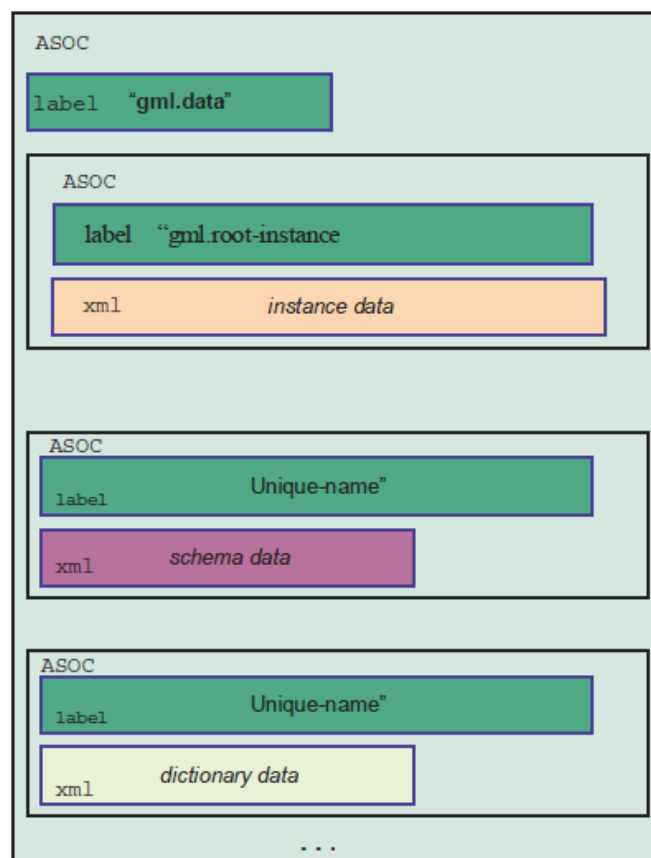 ASOC
label “gml.data”
ASOC
label “gml.root-instance
xml instance data
ASOC
label Unique-name”
xml schema data
ASOC
label Unique-name”
xml dictionary data
...